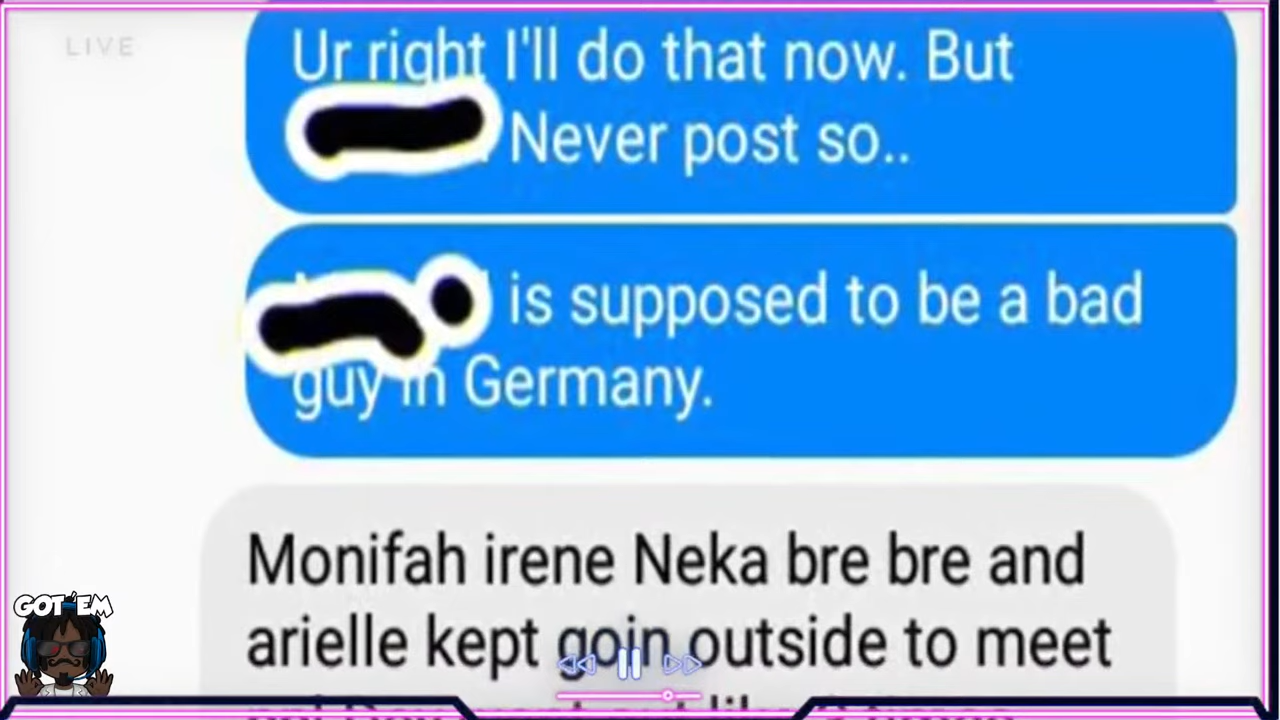 LIVE
Ur right I'll do that now. But
Never post so..
is supposed to be a bad
guy in Germany.
Monifah irene Neka bre bre and
arielle kept goin outside to meet
GOT 'EM